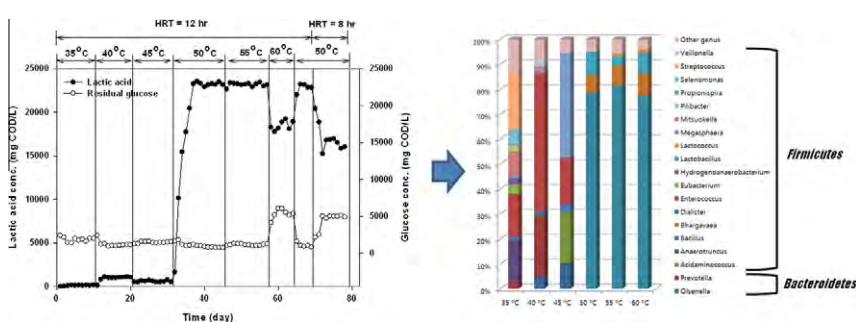 HRT = 12 hr
HRT = 8 hr
35°C
40°C
45°C
50°C
55°C
60°C
50°C
Lactic acid conc. (mg COD/L)
25000
20000
15000
10000
5000
0
Lactic acid
Residual glucose
25000
20000
15000
10000
5000
0
Glucose conc. (mg COD/L)
0
20
40
60
80
Time (day)
100%
90%
80%
70%
60%
50%
40%
30%
20%
10%
0%
35 °C
40 °C
45 °C
50 °C
55 °C
60 °C
Other genus
Veillonella
Streptococcus
Selenomonas
Propionispira
Pilibacter
Mitsuokella
Megasphaera
Lactococcus
Lactobacillus
Hydrogenoanaerobacterium
Eubacterium
Enterococcus
Dialister
Bhargavaea
Bacillus
Anaerotruncus
Acidaminococcus
Prevotella
Olsenella
Firmicutes
Bacteroidetes